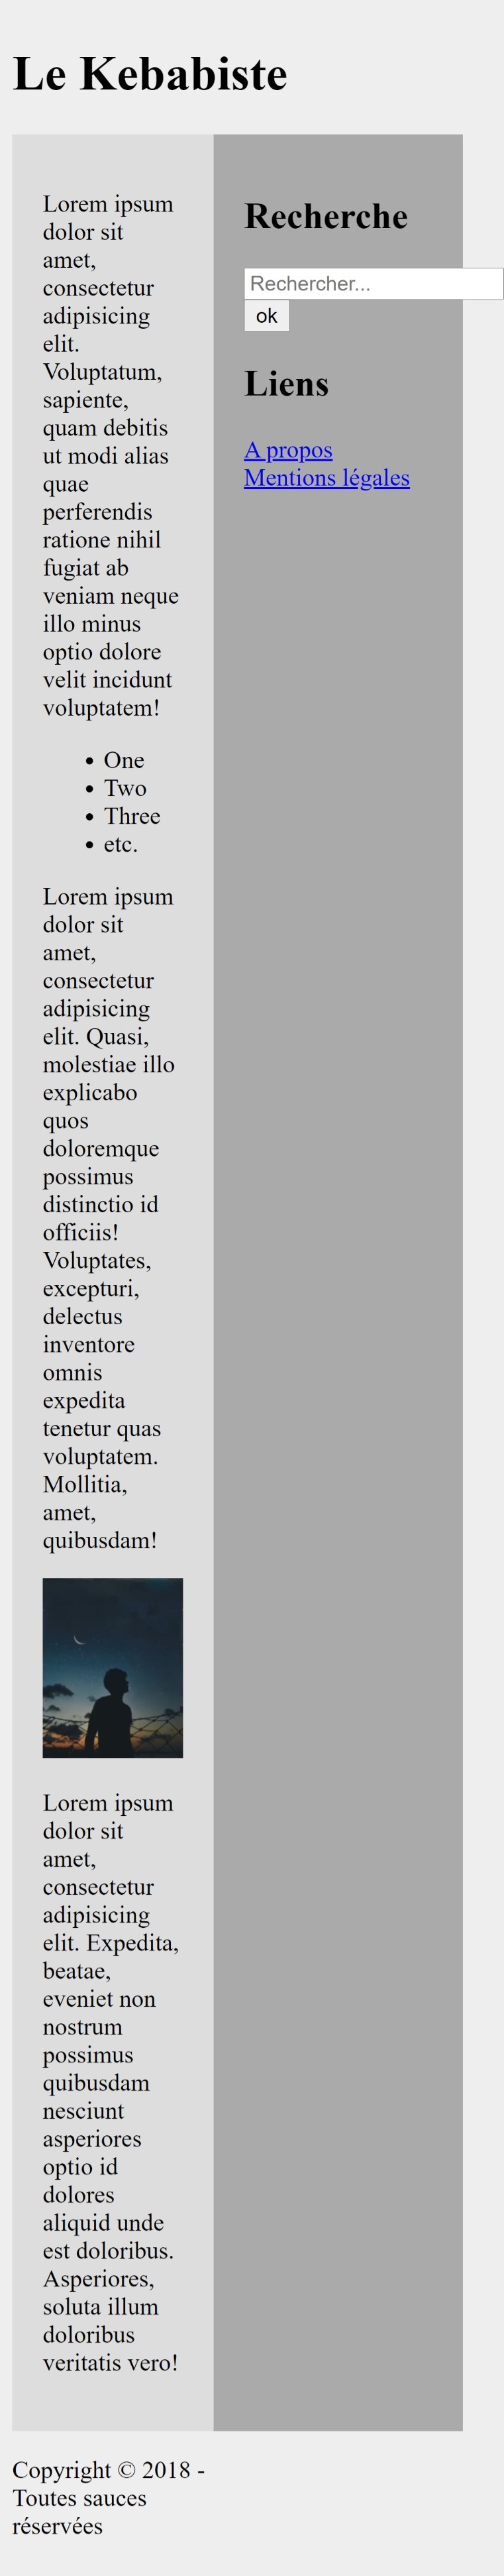 Le Kebabiste
Lorem ipsum
dolor sit
amet,
consectetur
adipisicing
elit.
Voluptatum,
sapiente,
quam debitis
ut modi alias
quae
perferendis
ratione nihil
fugiat ab
veniam neque
illo minus
optio dolore
velit incidunt
voluptatem!
• One
• Two
• Three
• etc.
Lorem ipsum
dolor sit
amet,
consectetur
adipisicing
elit. Quasi,
molestiae illo
explicabo
quos
doloremque
possimus
distinctio id
officiis!
Voluptates,
excepturi,
delectus
inventore
omnis
expedita
tenetur quas
voluptatem.
Mollitia,
amet,
quibusdam!
Lorem ipsum
dolor sit
amet,
consectetur
adipisicing
elit. Expedita,
beatae,
eveniet non
nostrum
possimus
quibusdam
nesciunt
asperiores
optio id
dolores
aliquid unde
est doloribus.
Asperiores,
soluta illum
doloribus
veritatis vero!
Recherche
Rechercher...
ok
Liens
A propos
Mentions légales
Copyright © 2018 -
Toutes sauces
réservées